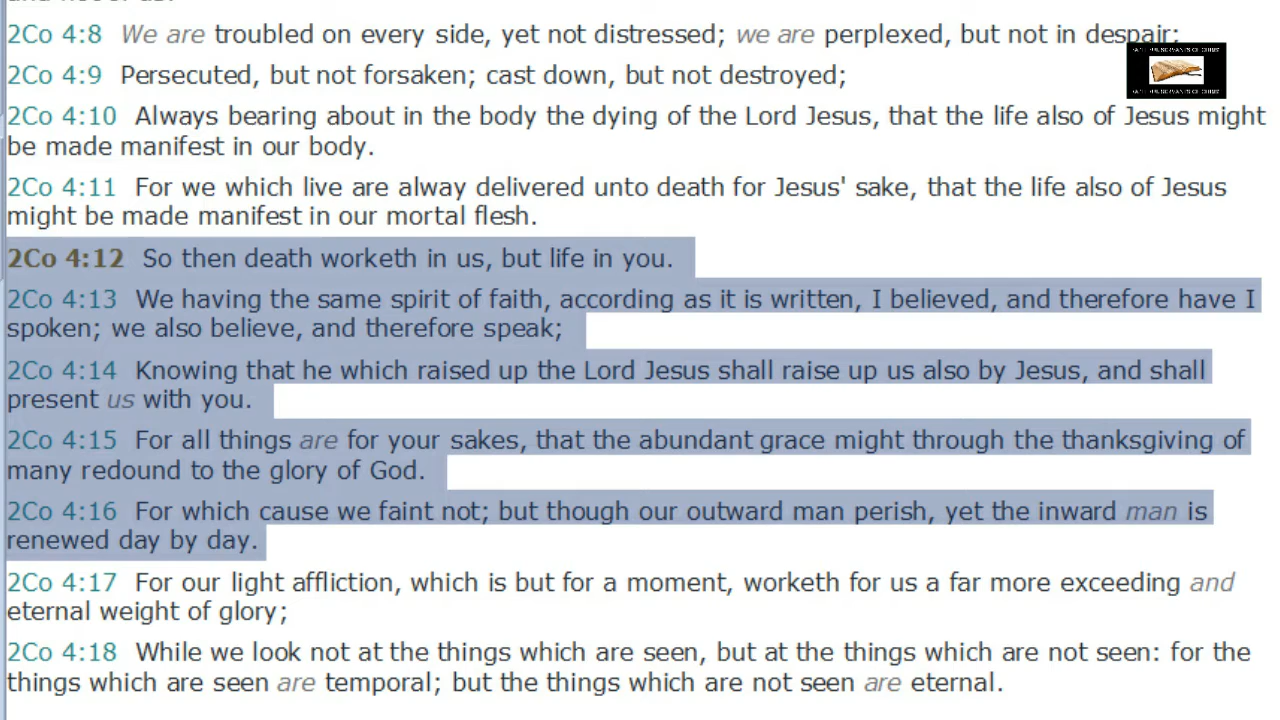 2Co 4:8 We are troubled on every side, yet not distressed; we are perplexed, but not in despair;
2Co 4:9 Persecuted, but not forsaken; cast down, but not destroyed;
2Co 4:10 Always bearing about in the body the dying of the Lord Jesus, that the life also of Jesus might
be made manifest in our body.
2Co 4:11 For we which live are alway delivered unto death for Jesus' sake, that the life also of Jesus
might be made manifest in our mortal flesh.
2Co 4:12 So then death worketh in us, but life in you.
2Co 4:13 We having the same spirit of faith, according as it is written, I believed, and therefore have I
spoken; we also believe, and therefore speak;
2Co 4:14 Knowing that he which raised up the Lord Jesus shall raise up us also by Jesus, and shall
present us with you.
2Co 4:15 For all things are for your sakes, that the abundant grace might through the thanksgiving of
many redound to the glory of God.
2Co 4:16 For which cause we faint not; but though our outward man perish, yet the inward man is
renewed day by day.
2Co 4:17 For our light affliction, which is but for a moment, worketh for us a far more exceeding and
eternal weight of glory;
2Co 4:18 While we look not at the things which are seen, but at the things which are not seen: for the
things which are seen are temporal; but the things which are not seen are eternal.